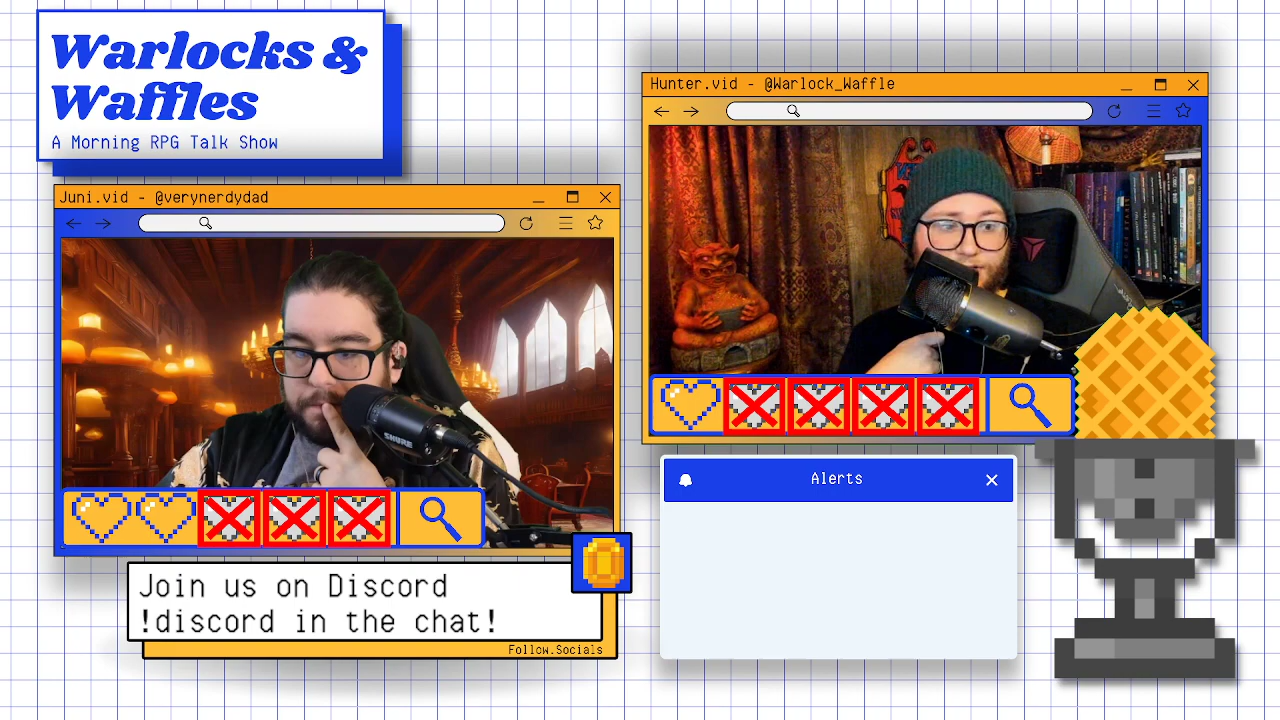 Warlocks &
Waffles
A Morning RPG Talk Show
Juni.vid - @verynerdydad
SHURE
Join us on Discord
!discord in the chat!
Follow.Socials
Hunter.vid - @Warlock_Waffle
Alerts